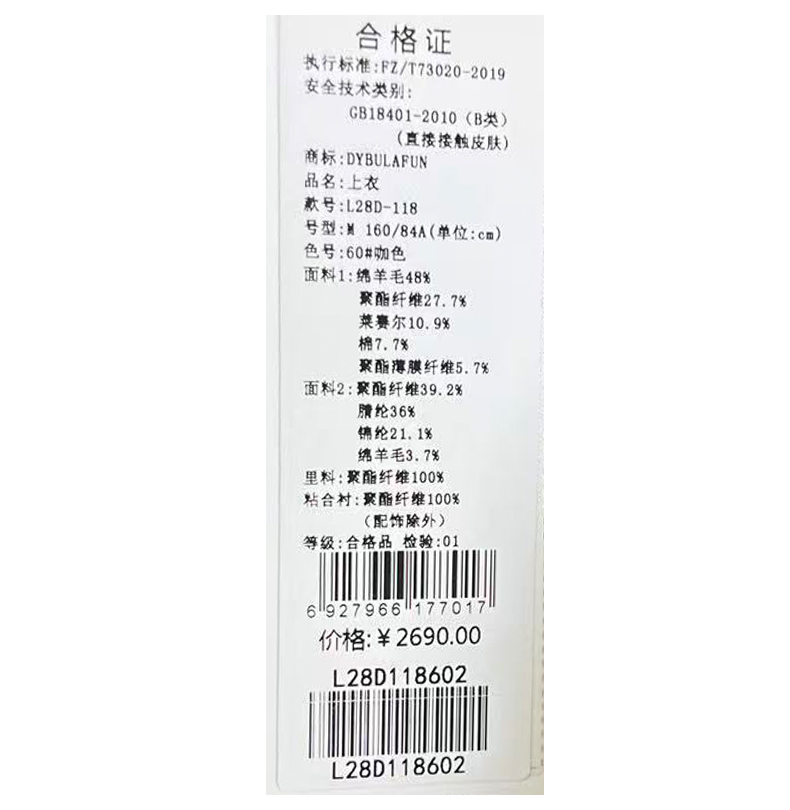 合格证
执行标准:FZ/T73020-2019
安全技术类别:
GB18401-2010（B类）
(直接接触皮肤)
商标:DYBULAFUN
品名:上衣
款号:L28D-118
号型:M 160/84A(单位:cm)
色号:60#咖色
面料1:绵羊毛48%
聚酯纤维27.7%
莱赛尔10.9%
棉7.7%
聚酯薄膜纤维5.7%
面料2:聚酯纤维39.2%
腈纶36%
锦纶21.1%
绵羊毛3.7%
里料:聚酯纤维100%
粘合衬:聚酯纤维100%
（配饰除外）
等级:合格品 检验:01
6 927966 177017
价格:￥2690.00
L28D118602
L28D118602